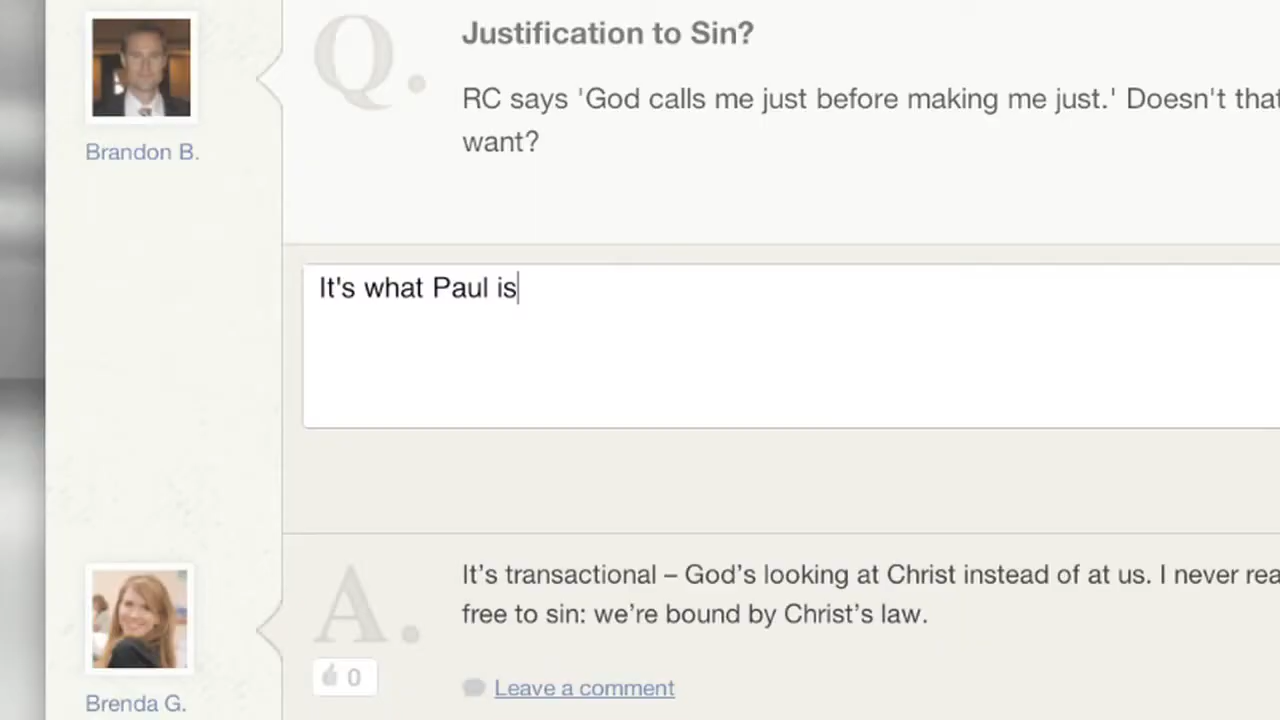 Q.
Justification to Sin?
RC says 'God calls me just before making me just.' Doesn't that
want?
Brandon B.
It's what Paul is
A.
It's transactional – God's looking at Christ instead of at us. I never
free to sin: we're bound by Christ's law.
0
Leave a comment
Brenda G.